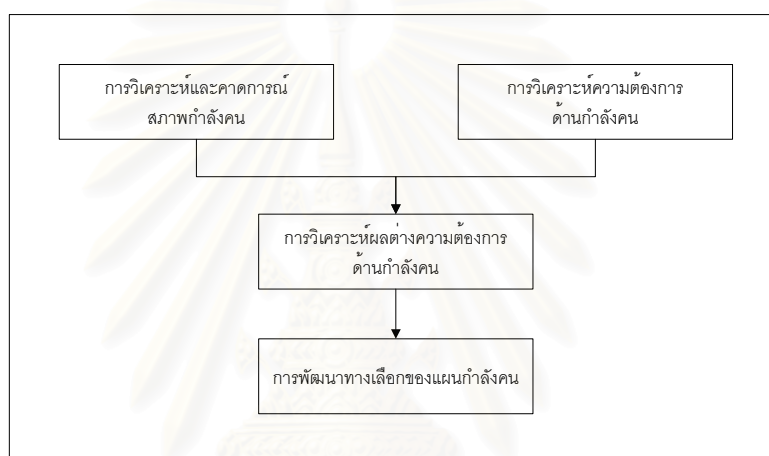 การวิเคราะห์และคาดการณ์
สภาพกำลังคน
การวิเคราะห์ความต้องการ
ด้านกำลังคน
การวิเคราะห์ผลต่างความต้องการ
ด้านกำลังคน
การพัฒนาทางเลือกของแผนกำลังคน